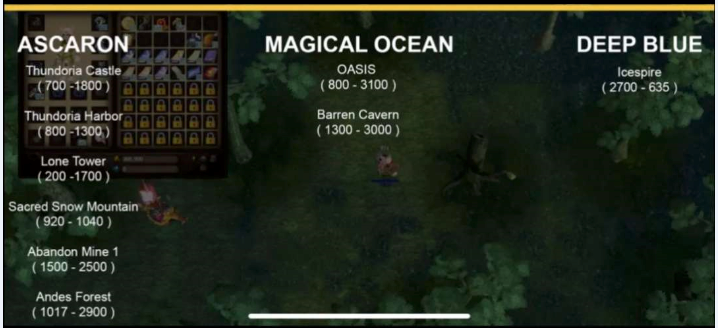 ASCARON
Thundoria Castle
( 700 -1800 )
Thundoria Harbor
( 800 -1300 )
Lone Tower
( 200 -1700 )
Sacred Snow Mountain
( 920 - 1040 )
Abandon Mine 1
( 1500 - 2500 )
Andes Forest
( 1017 - 2900 )
MAGICAL OCEAN
OASIS
( 800 - 3100 )
Barren Cavern
( 1300 - 3000 )
DEEP BLUE
Icespire
( 2700 - 635 )